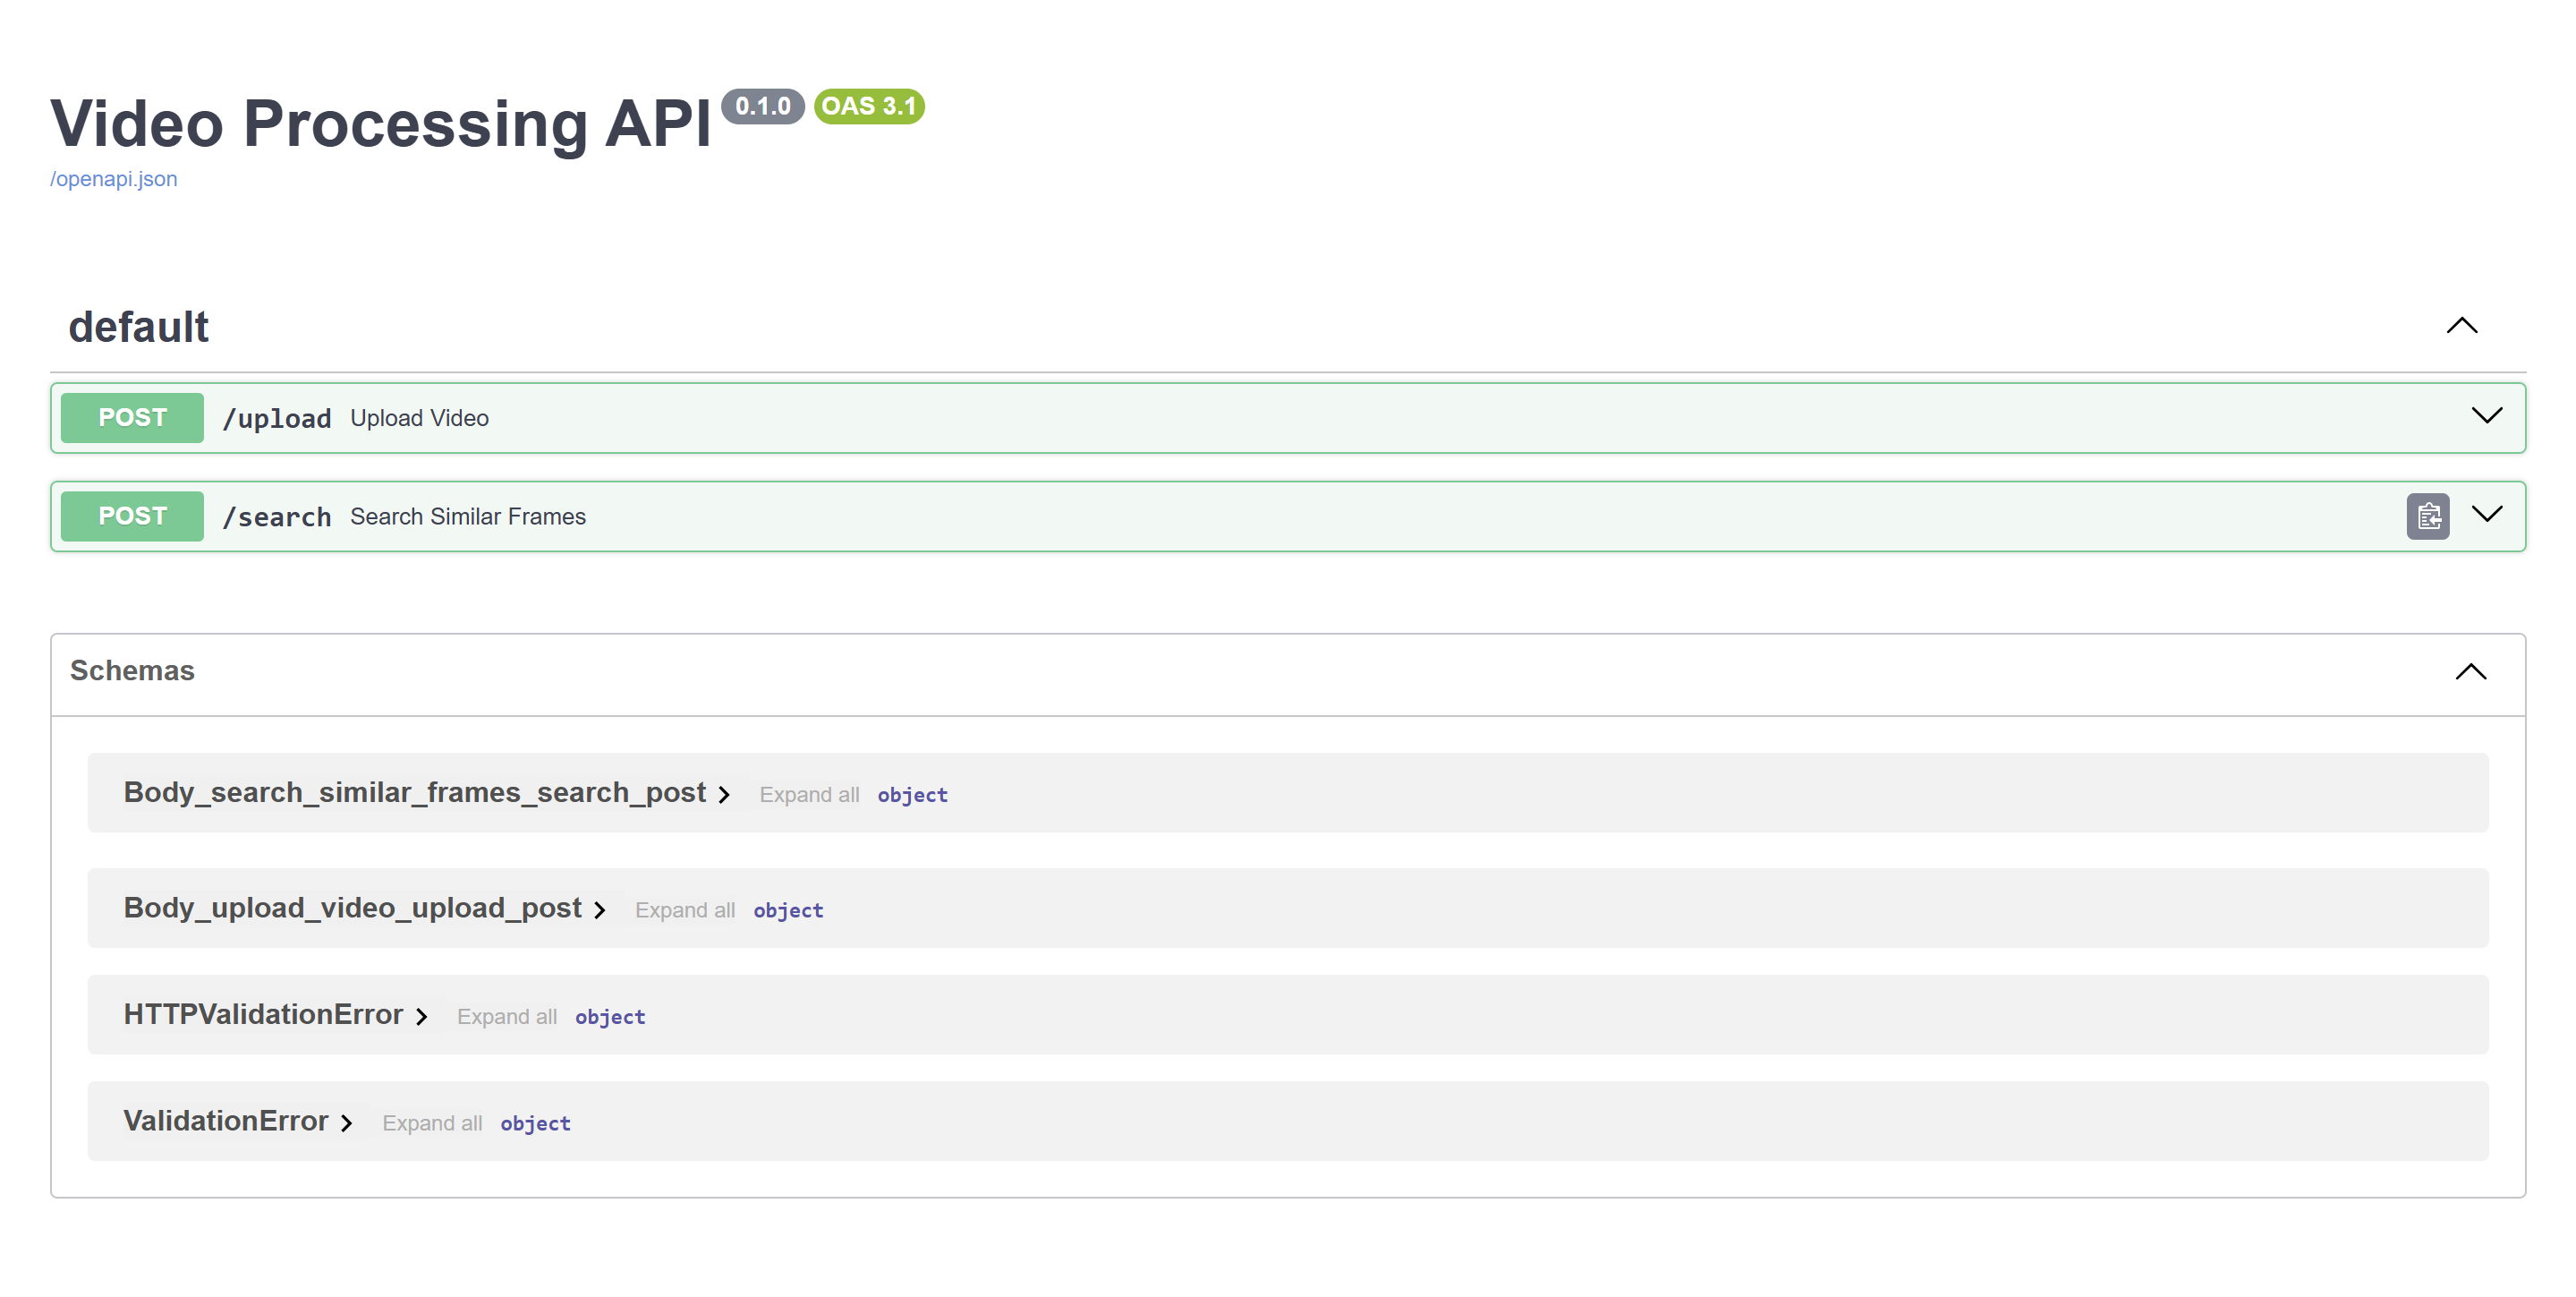 Video Processing API 0.1.0 OAS 3.1
/openapi.json
default
POST /upload Upload Video
POST /search Search Similar Frames
Schemas
Body_search_similar_frames_search_post Expand all object
Body_upload_video_upload_post Expand all object
HTTPValidationError Expand all object
ValidationError Expand all object